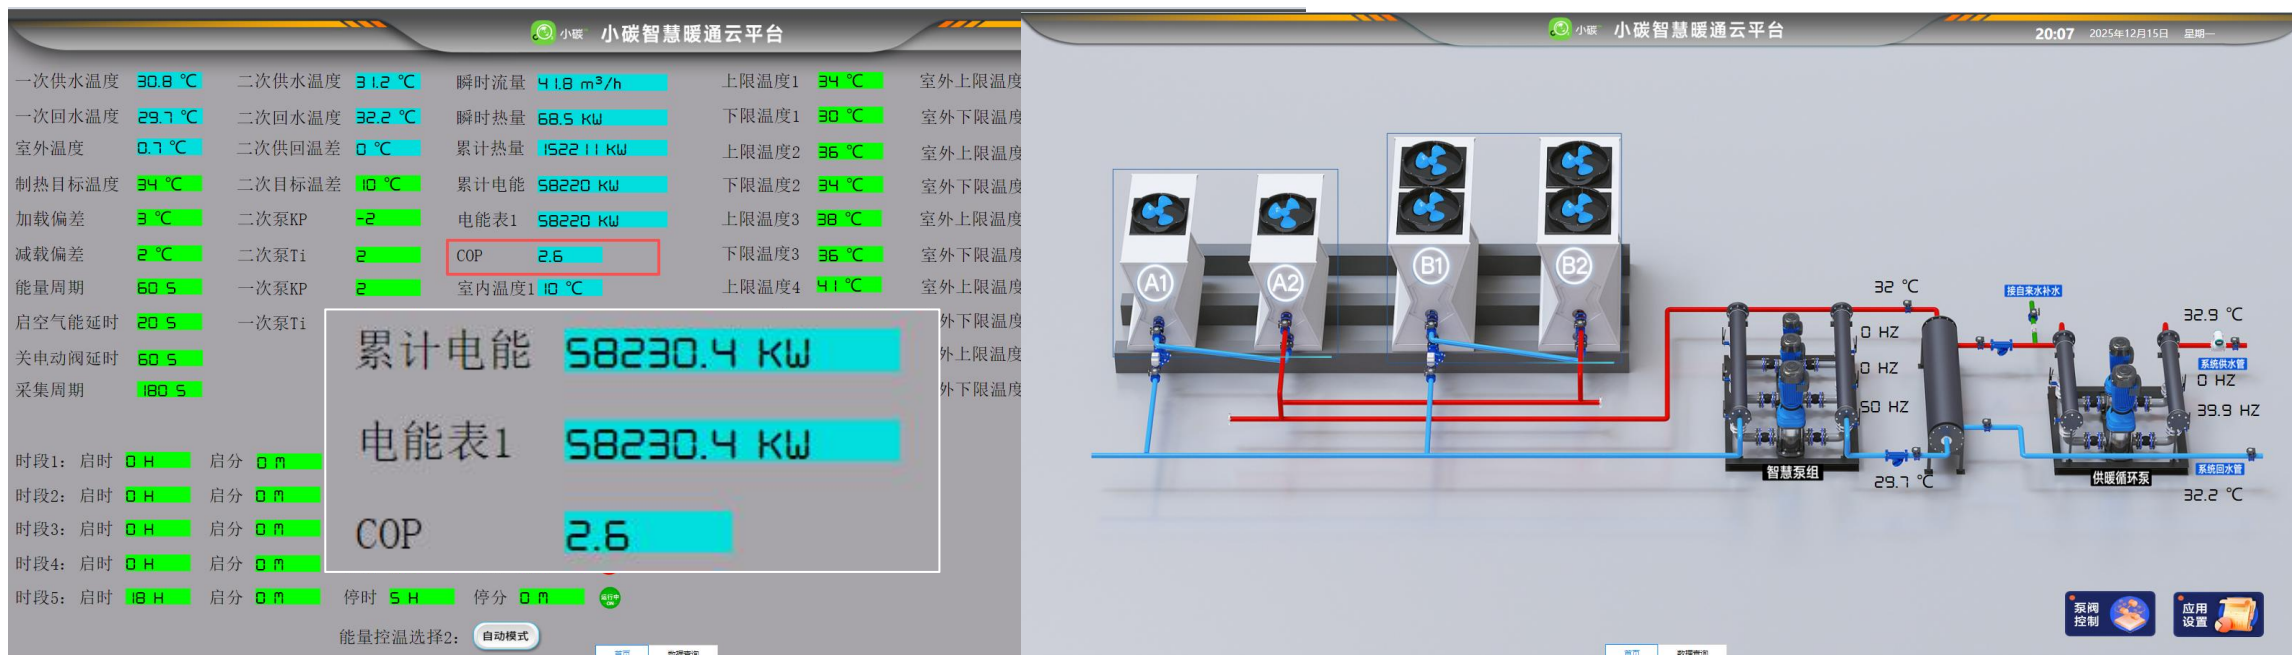 小碳 小碳智慧暖通云平台
一次供水温度 30.8 ℃ 二次供水温度 31.2 ℃ 瞬时流量 41.8 m³/h 上限温度1 34 ℃ 室外上限温度
一次回水温度 29.7 ℃ 二次回水温度 32.2 ℃ 瞬时热量 68.5 KW 下限温度1 30 ℃ 室外下限温度
室外温度 0.7 ℃ 二次供回温差 0 ℃ 累计热量 152211 KW 上限温度2 36 ℃ 室外上限温度
制热目标温度 34 ℃ 二次目标温差 10 ℃ 累计电能 58220 KW 下限温度2 34 ℃ 室外下限温度
加载偏差 3 ℃ 二次泵KP -2 电能表1 58220 KW 上限温度3 38 ℃ 室外上限温度
减载偏差 2 ℃ 二次泵Ti 2 COP 2.6 下限温度3 36 ℃ 室外下限温度
能量周期 60 S 一次泵KP 2 室内温度1 10 ℃ 上限温度4 41 ℃ 室外上限温度
启空气能延时 20 S 一次泵Ti 外下限温度
关电动阀延时 60 S 外上限温度
采集周期 180 S 外下限温度
累计电能 58230.4 KW
电能表1 58230.4 KW
COP 2.6
时段1: 启时 0 H 启分 0 M
时段2: 启时 0 H 启分 0 M
时段3: 启时 0 H 启分 0 M
时段4: 启时 0 H 启分 0 M
时段5: 启时 18 H 启分 0 M 停时 5 H 停分 0 M 运行中 ON
能量控温选择2: 自动模式
首页 数据查询
小碳 小碳智慧暖通云平台
20:07 2025年12月15日 星期一
A1 A2 B1 B2
32 ℃
接自来水补水
32.9 ℃
0 HZ
0 HZ
50 HZ
系统供水管
0 HZ
39.9 HZ
智慧泵组
29.7 ℃
供暖循环泵
系统回水管
32.2 ℃
泵阀控制
应用设置
首页 数据查询